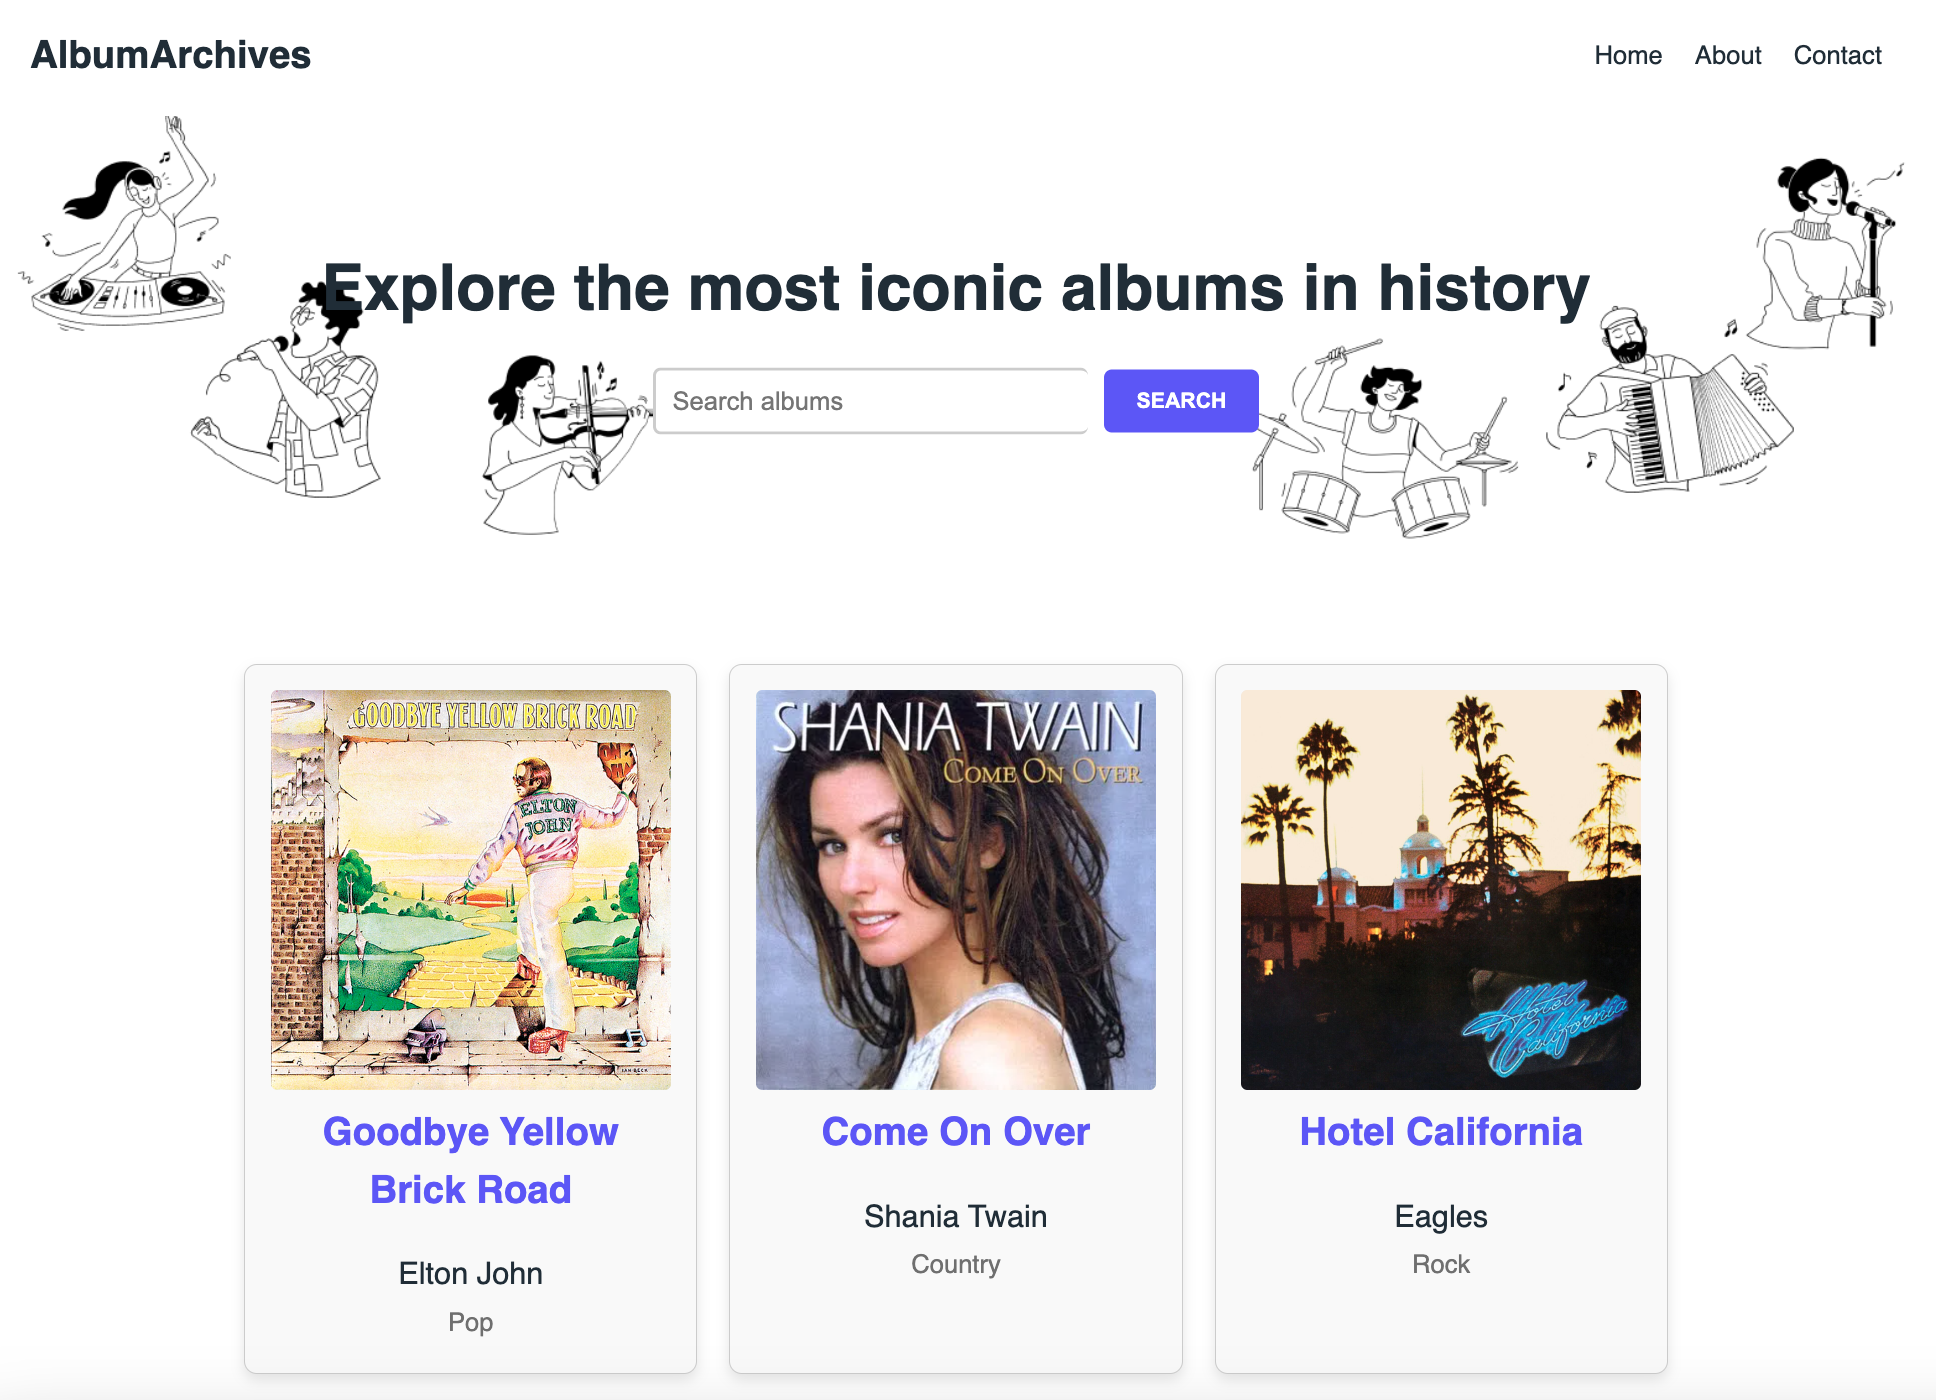 AlbumArchives
Home About Contact
Explore the most iconic albums in history
Search albums
SEARCH
GOODBYE YELLOW BRICK ROAD
ELTON
JOHN
IAN BECK
Goodbye Yellow
Brick Road
Elton John
Pop
SHANIA TWAIN
COME ON OVER
Come On Over
Shania Twain
Country
Hotel
California
Hotel California
Eagles
Rock